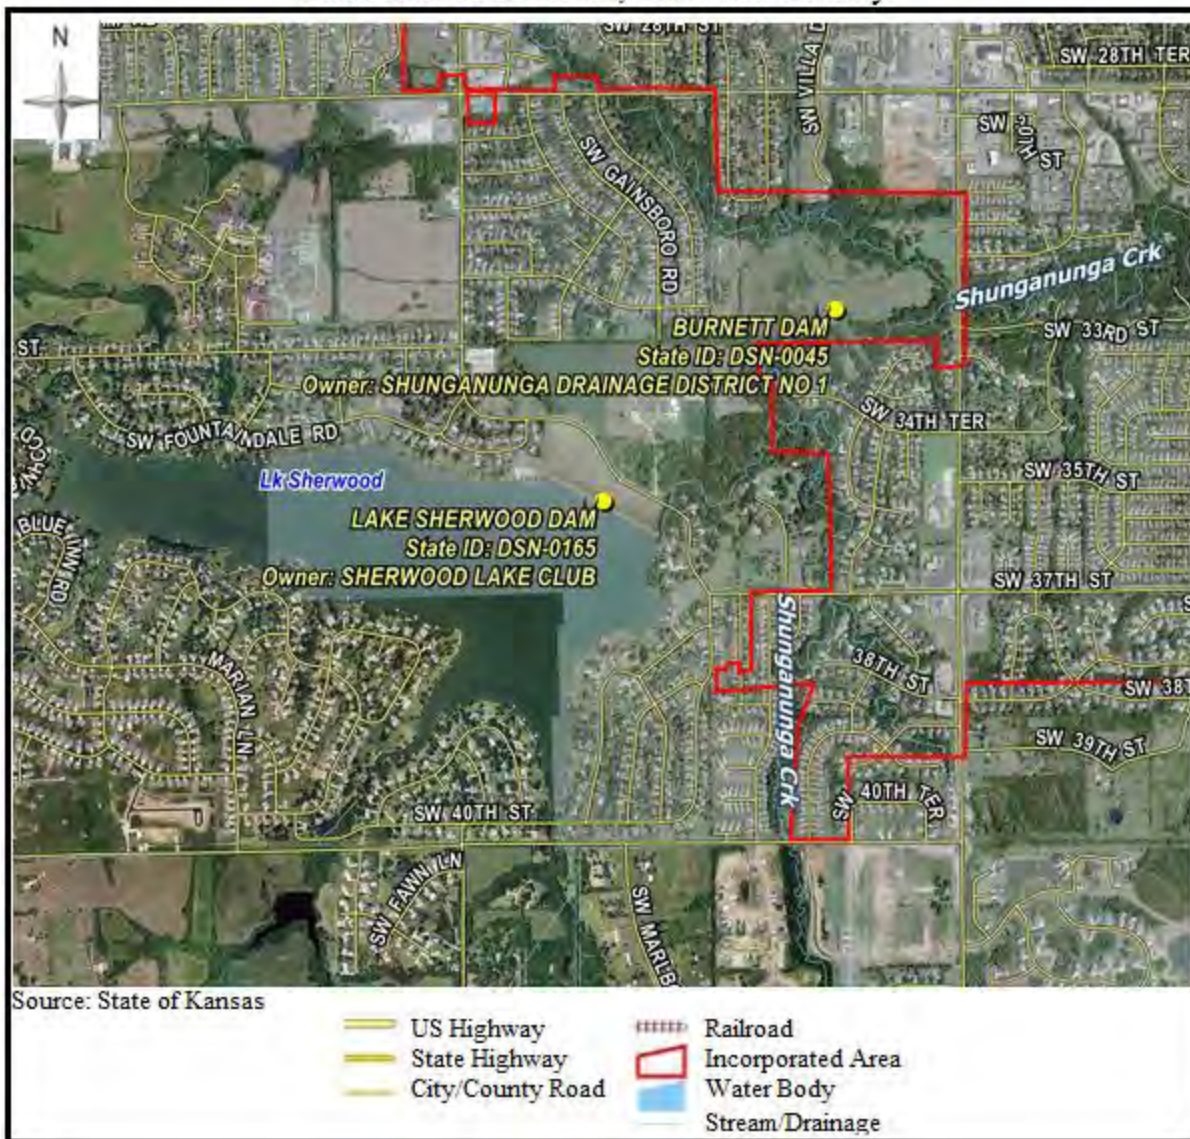 N
SW 28TH ST
SW 28TH TER
SW VILLA D
SW GAINSBORO RD
Shunganunga Crk
BURNETT DAM
State ID: DSN-0045
Owner: SHUNGANUNGA DRAINAGE DISTRICT NO 1
SW 33RD ST
ST
SW 34TH TER
SW FOUNTAINDALE RD
Lk Sherwood
SW 35TH ST
LAKE SHERWOOD DAM
State ID: DSN-0165
Owner: SHERWOOD LAKE CLUB
BLUE INN RD
SW 37TH ST
S
Shunganunga Crk
38TH ST
MARIAN LN
SW 38T
SW 39TH ST
SW 40TH TER
SW 40TH ST
SW FAWN LN
SW MARLB
Source: State of Kansas
US Highway
State Highway
City/County Road
Railroad
Incorporated Area
Water Body
Stream/Drainage